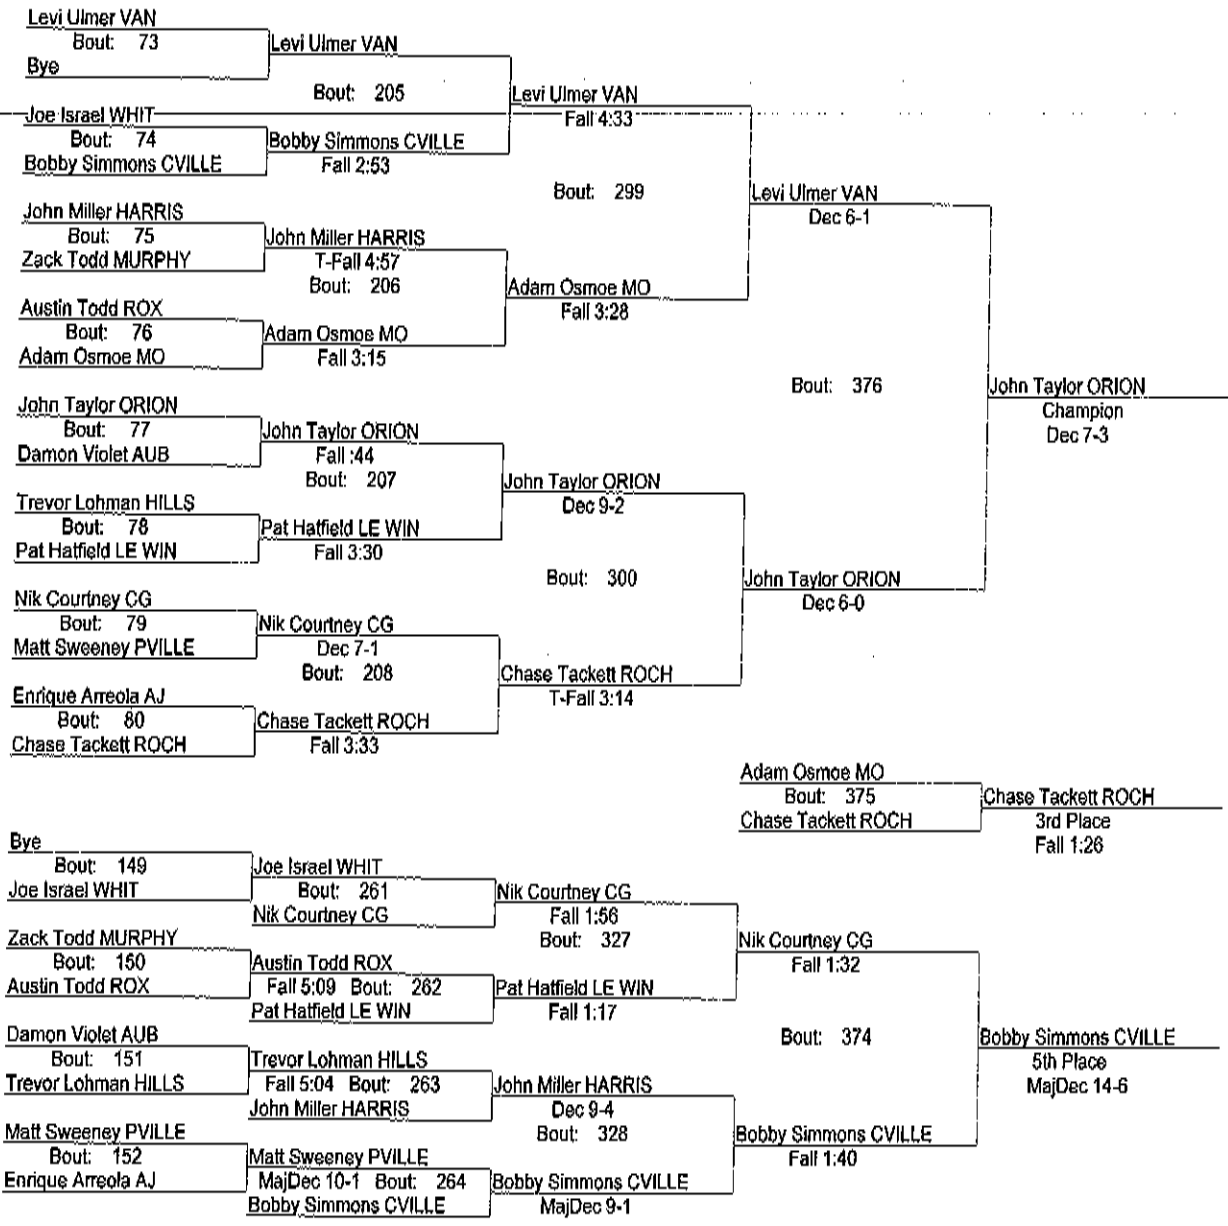 Levi Ulmer VAN
Bout: 73
Bye
Levi Ulmer VAN
Bout: 205
Joe Israel WHIT
Bout: 74
Bobby Simmons CVILLE
Bobby Simmons CVILLE
Fall 2:53
Levi Ulmer VAN
Fall 4:33
Bout: 299
John Miller HARRIS
Bout: 75
Zack Todd MURPHY
John Miller HARRIS
T-Fall 4:57
Bout: 206
Austin Todd ROX
Bout: 76
Adam Osmoe MO
Adam Osmoe MO
Fall 3:15
Adam Osmoe MO
Fall 3:28
Levi Ulmer VAN
Dec 6-1
Bout: 376
John Taylor ORION
Bout: 77
Damon Violet AUB
John Taylor ORION
Fall :44
Bout: 207
Trevor Lohman HILLS
Bout: 78
Pat Hatfield LE WIN
Pat Hatfield LE WIN
Fall 3:30
John Taylor ORION
Dec 9-2
Bout: 300
Nik Courtney CG
Bout: 79
Matt Sweeney PVILLE
Nik Courtney CG
Dec 7-1
Bout: 208
Enrique Arreola AJ
Bout: 80
Chase Tackett ROCH
Chase Tackett ROCH
Fall 3:33
Chase Tackett ROCH
T-Fall 3:14
John Taylor ORION
Dec 6-0
John Taylor ORION
Champion
Dec 7-3
Adam Osmoe MO
Bout: 375
Chase Tackett ROCH
Chase Tackett ROCH
3rd Place
Fall 1:26
Bye
Bout: 149
Joe Israel WHIT
Joe Israel WHIT
Bout: 261
Nik Courtney CG
Nik Courtney CG
Fall 1:56
Bout: 327
Zack Todd MURPHY
Bout: 150
Austin Todd ROX
Austin Todd ROX
Fall 5:09 Bout: 262
Pat Hatfield LE WIN
Pat Hatfield LE WIN
Fall 1:17
Nik Courtney CG
Fall 1:32
Bout: 374
Damon Violet AUB
Bout: 151
Trevor Lohman HILLS
Trevor Lohman HILLS
Fall 5:04 Bout: 263
John Miller HARRIS
John Miller HARRIS
Dec 9-4
Bout: 328
Matt Sweeney PVILLE
Bout: 152
Enrique Arreola AJ
Matt Sweeney PVILLE
MajDec 10-1 Bout: 264
Bobby Simmons CVILLE
Bobby Simmons CVILLE
MajDec 9-1
Bobby Simmons CVILLE
Fall 1:40
Bobby Simmons CVILLE
5th Place
MajDec 14-6